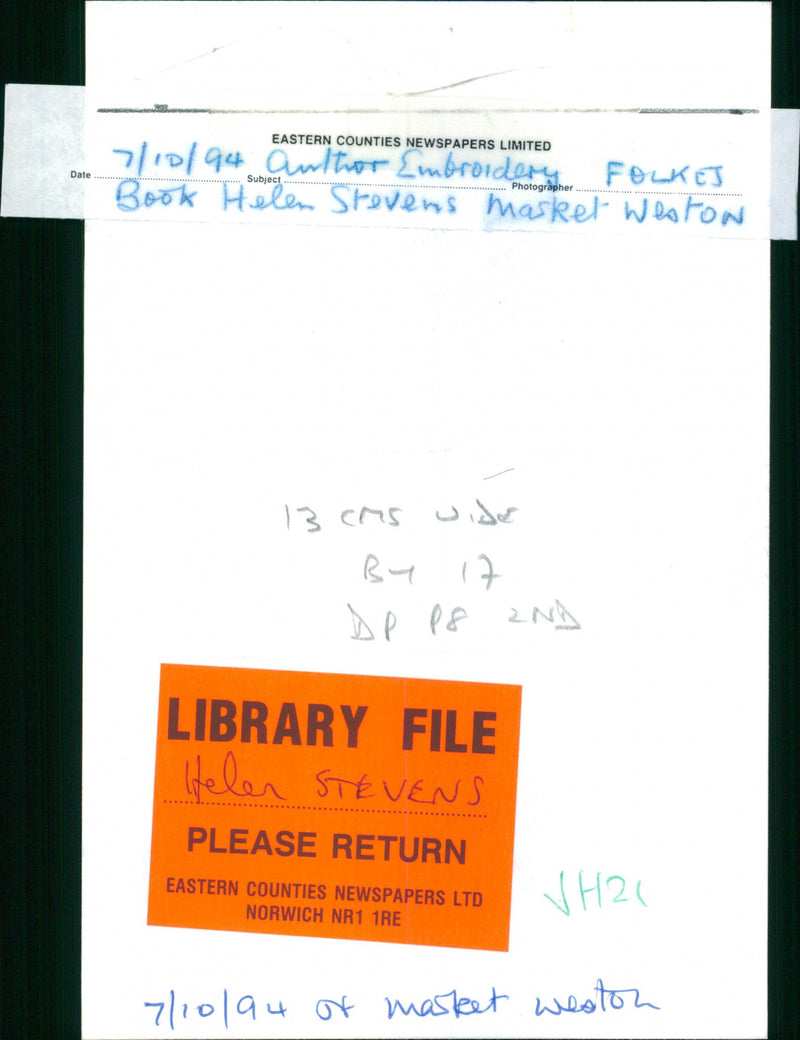 EASTERN COUNTIES NEWSPAPERS LIMITED
Date 7/10/94 Subject Author Embroidery Photographer FOLKES
Book Helen Stevens Market Weston
13 CMS WIDE
BY 17
DP P8 2ND
LIBRARY FILE
Helen STEVENS
PLEASE RETURN
EASTERN COUNTIES NEWSPAPERS LTD
NORWICH NR1 1RE
7/10/94 of Market Weston